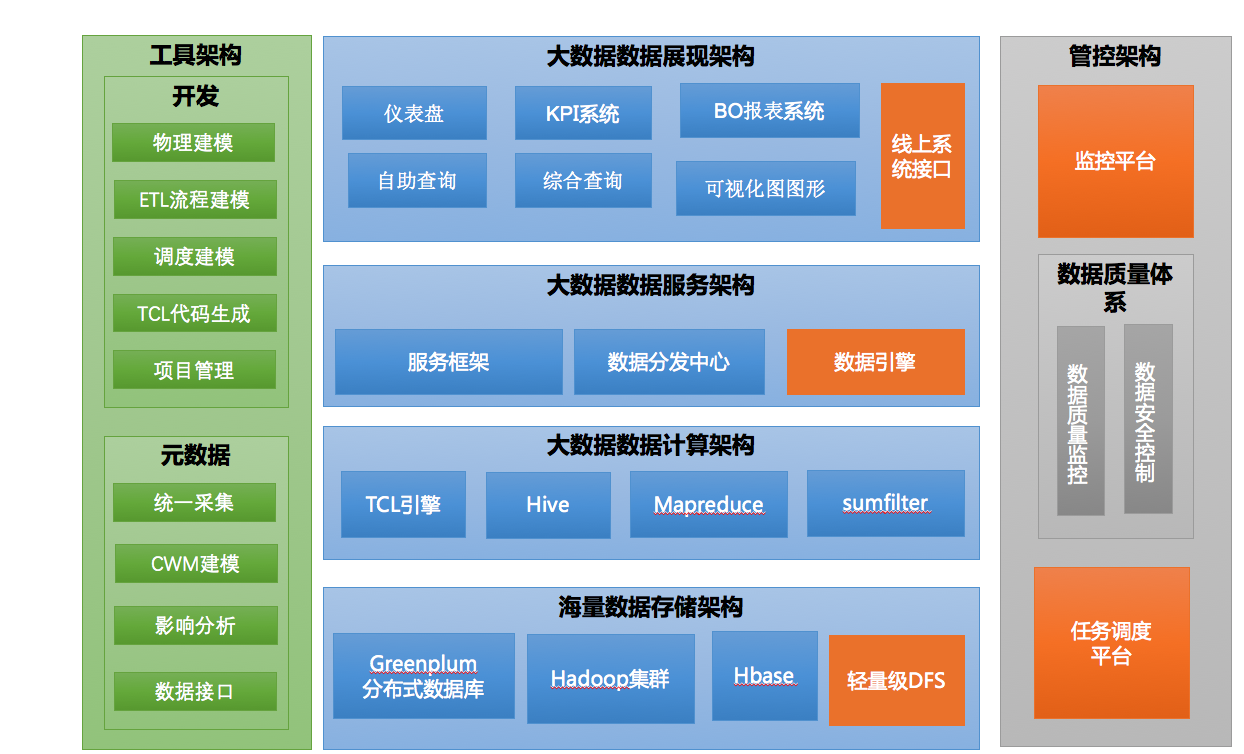 工具架构
开发
物理建模
ETL流程建模
调度建模
TCL代码生成
项目管理
元数据
统一采集
CWM建模
影响分析
数据接口
大数据数据展现架构
仪表盘
KPI系统
BO报表系统
自助查询
综合查询
可视化图图形
线上系
统接口
大数据数据服务架构
服务框架
数据分发中心
数据引擎
大数据数据计算架构
TCL引擎
Hive
Mapreduce
sumfilter
海量数据存储架构
Greenplum
分布式数据库
Hadoop集群
Hbase
轻量级DFS
管控架构
监控平台
数据质量体
系
数据质量监控
数据安全控制
任务调度
平台